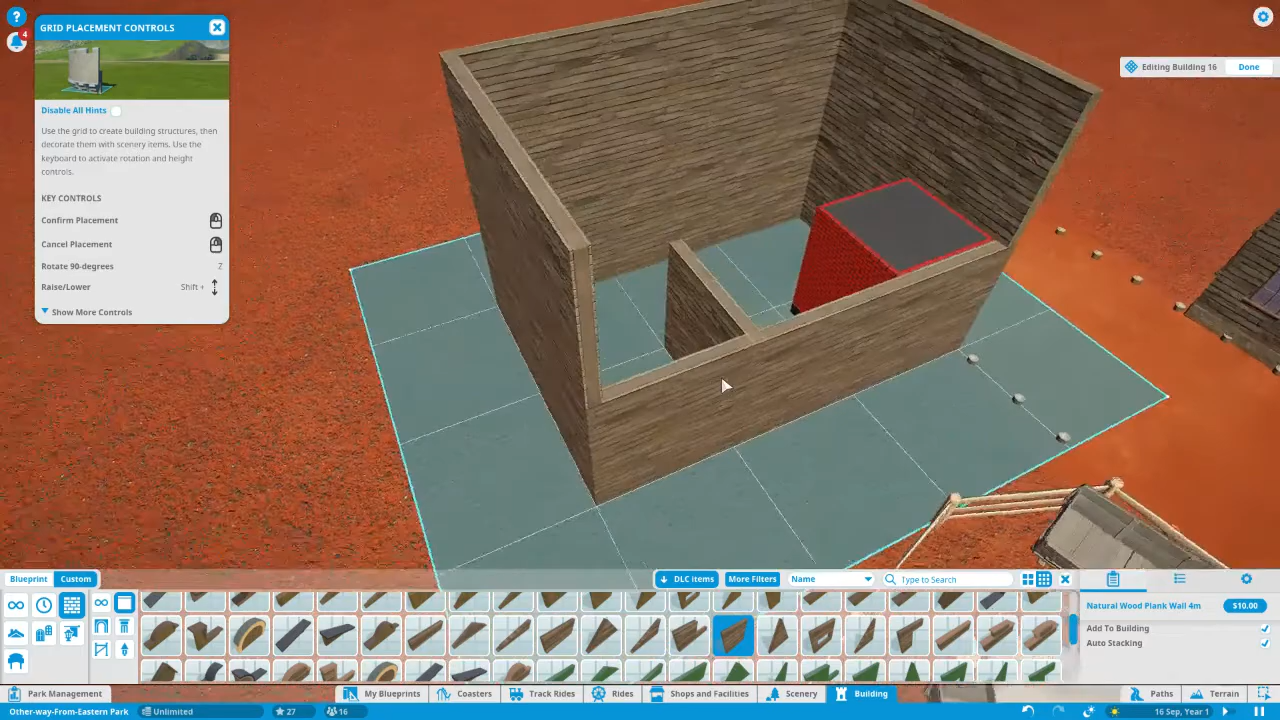 ?
4
GRID PLACEMENT CONTROLS
Disable All Hints
Use the grid to create building structures, then
decorate them with scenery items. Use the
keyboard to activate rotation and height
controls.
KEY CONTROLS
Confirm Placement
Cancel Placement
Rotate 90-degrees Z
Raise/Lower Shift +
Show More Controls
Editing Building 16 Done
Blueprint Custom DLC items More Filters Name Type to Search
Natural Wood Plank Wall 4m $10.00
Add To Building
Auto Stacking
Park Management My Blueprints Coasters Track Rides Rides Shops and Facilities Scenery Building Paths Terrain
Other-way-From-Eastern Park Unlimited 27 16 16 Sep, Year 1